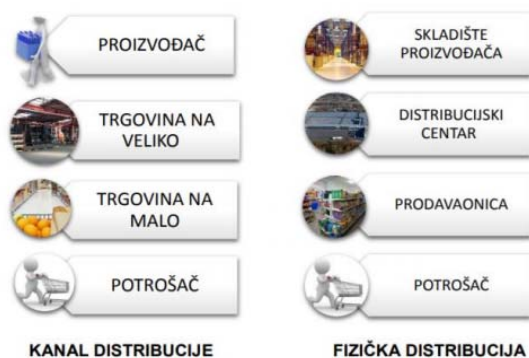 PROIZVOĐAČ
TRGOVINA NA
VELIKO
TRGOVINA NA
MALO
POTROŠAČ
KANAL DISTRIBUCIJE
SKLADIŠTE
PROIZVOĐAČA
DISTRIBUCIJSKI
CENTAR
PRODAVAONICA
POTROŠAČ
FIZIČKA DISTRIBUCIJA